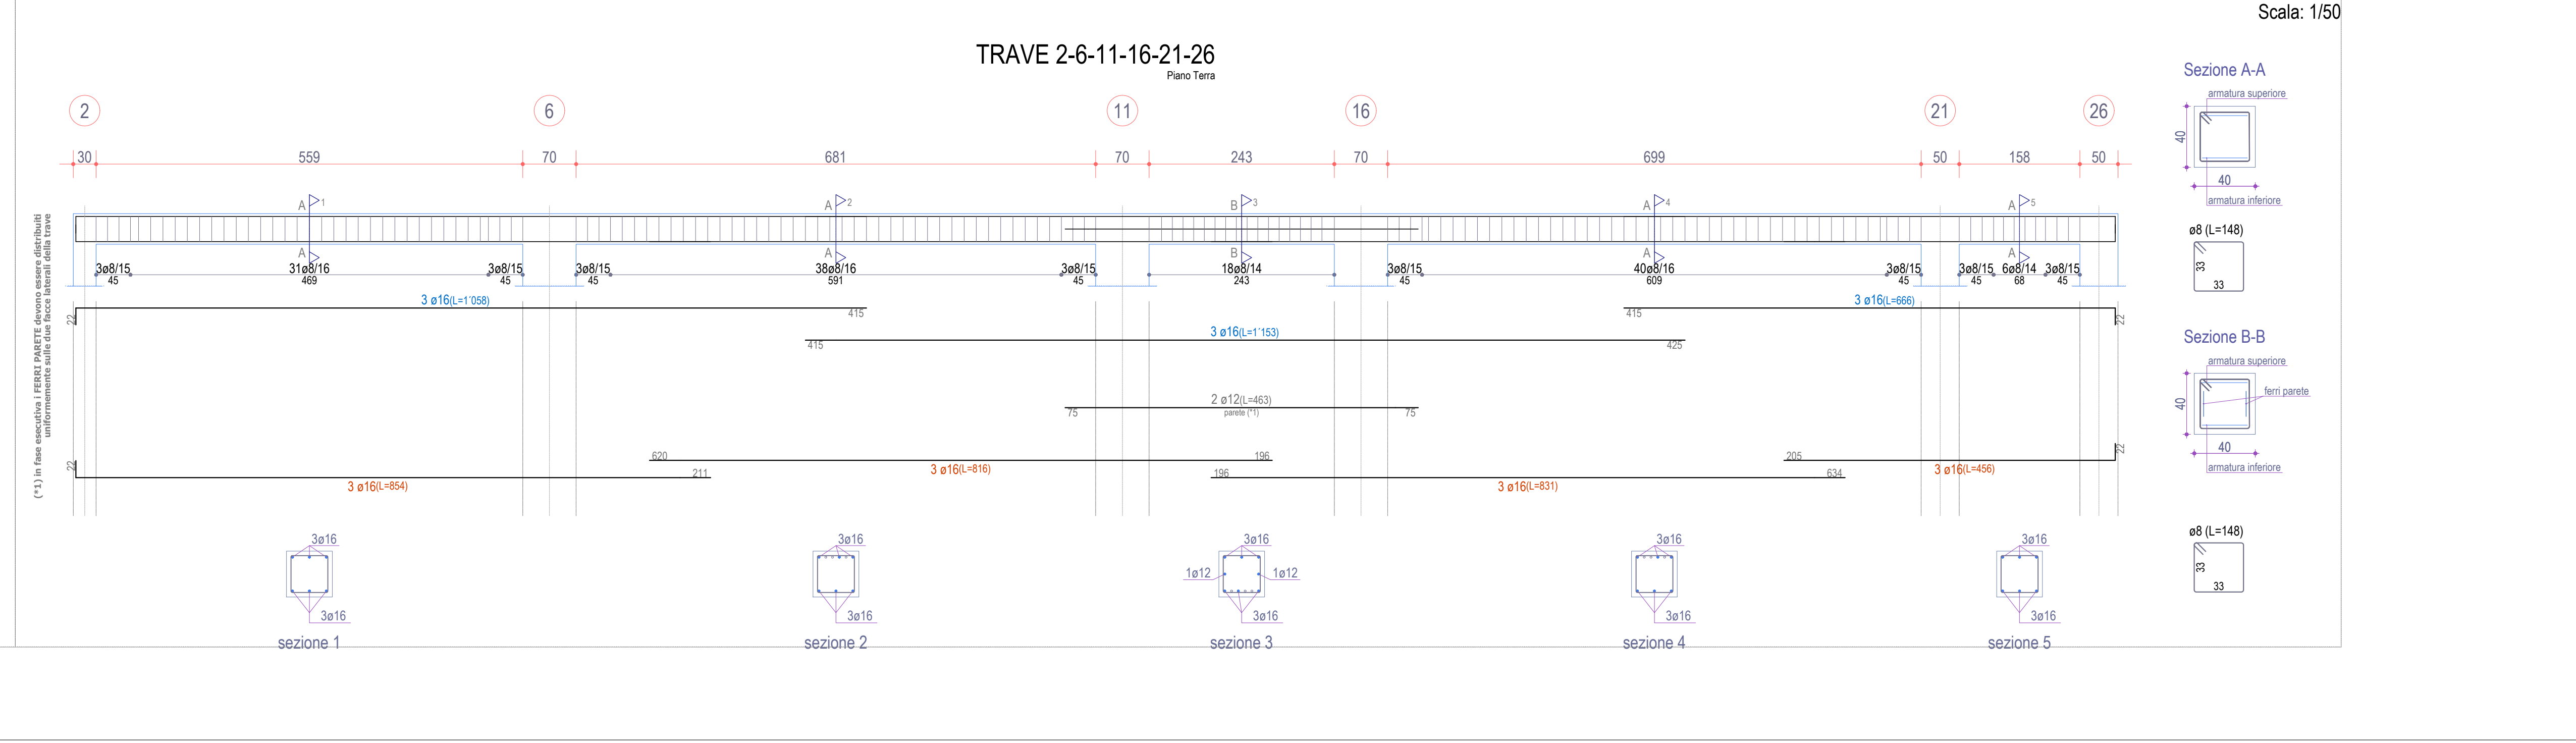 Scala: 1/50
TRAVE 2-6-11-16-21-26
Piano Terra
2 6 11 16 21 26
30 559 70 681 70 243 70 699 50 158 50
A 1 A 2 B 3 A 4 A 5
A A B A A
3ø8/15 31ø8/16 3ø8/15 3ø8/15 38ø8/16 3ø8/15 18ø8/14 3ø8/15 40ø8/16 3ø8/15 3ø8/15 6ø8/14 3ø8/15
45 469 45 45 591 45 243 45 609 45 45 68 45
(*1) in fase esecutiva i FERRI PARETE devono essere distribuiti
uniformemente sulle due facce laterali della trave
3 ø16(L=1'058) 3 ø16(L=666)
22 415 415 22
3 ø16(L=1'153)
415 425
2 ø12(L=463)
75 parete (*1) 75
620 196 205 22
22 211 3 ø16(L=816) 196 634 3 ø16(L=456)
3 ø16(L=854) 3 ø16(L=831)
3ø16 3ø16 3ø16 3ø16 3ø16
1ø12 1ø12
3ø16 3ø16 3ø16 3ø16 3ø16
sezione 1 sezione 2 sezione 3 sezione 4 sezione 5
Sezione A-A
armatura superiore
40
40
armatura inferiore
ø8 (L=148)
33
33
Sezione B-B
armatura superiore
ferri parete
40
40
armatura inferiore
ø8 (L=148)
33
33